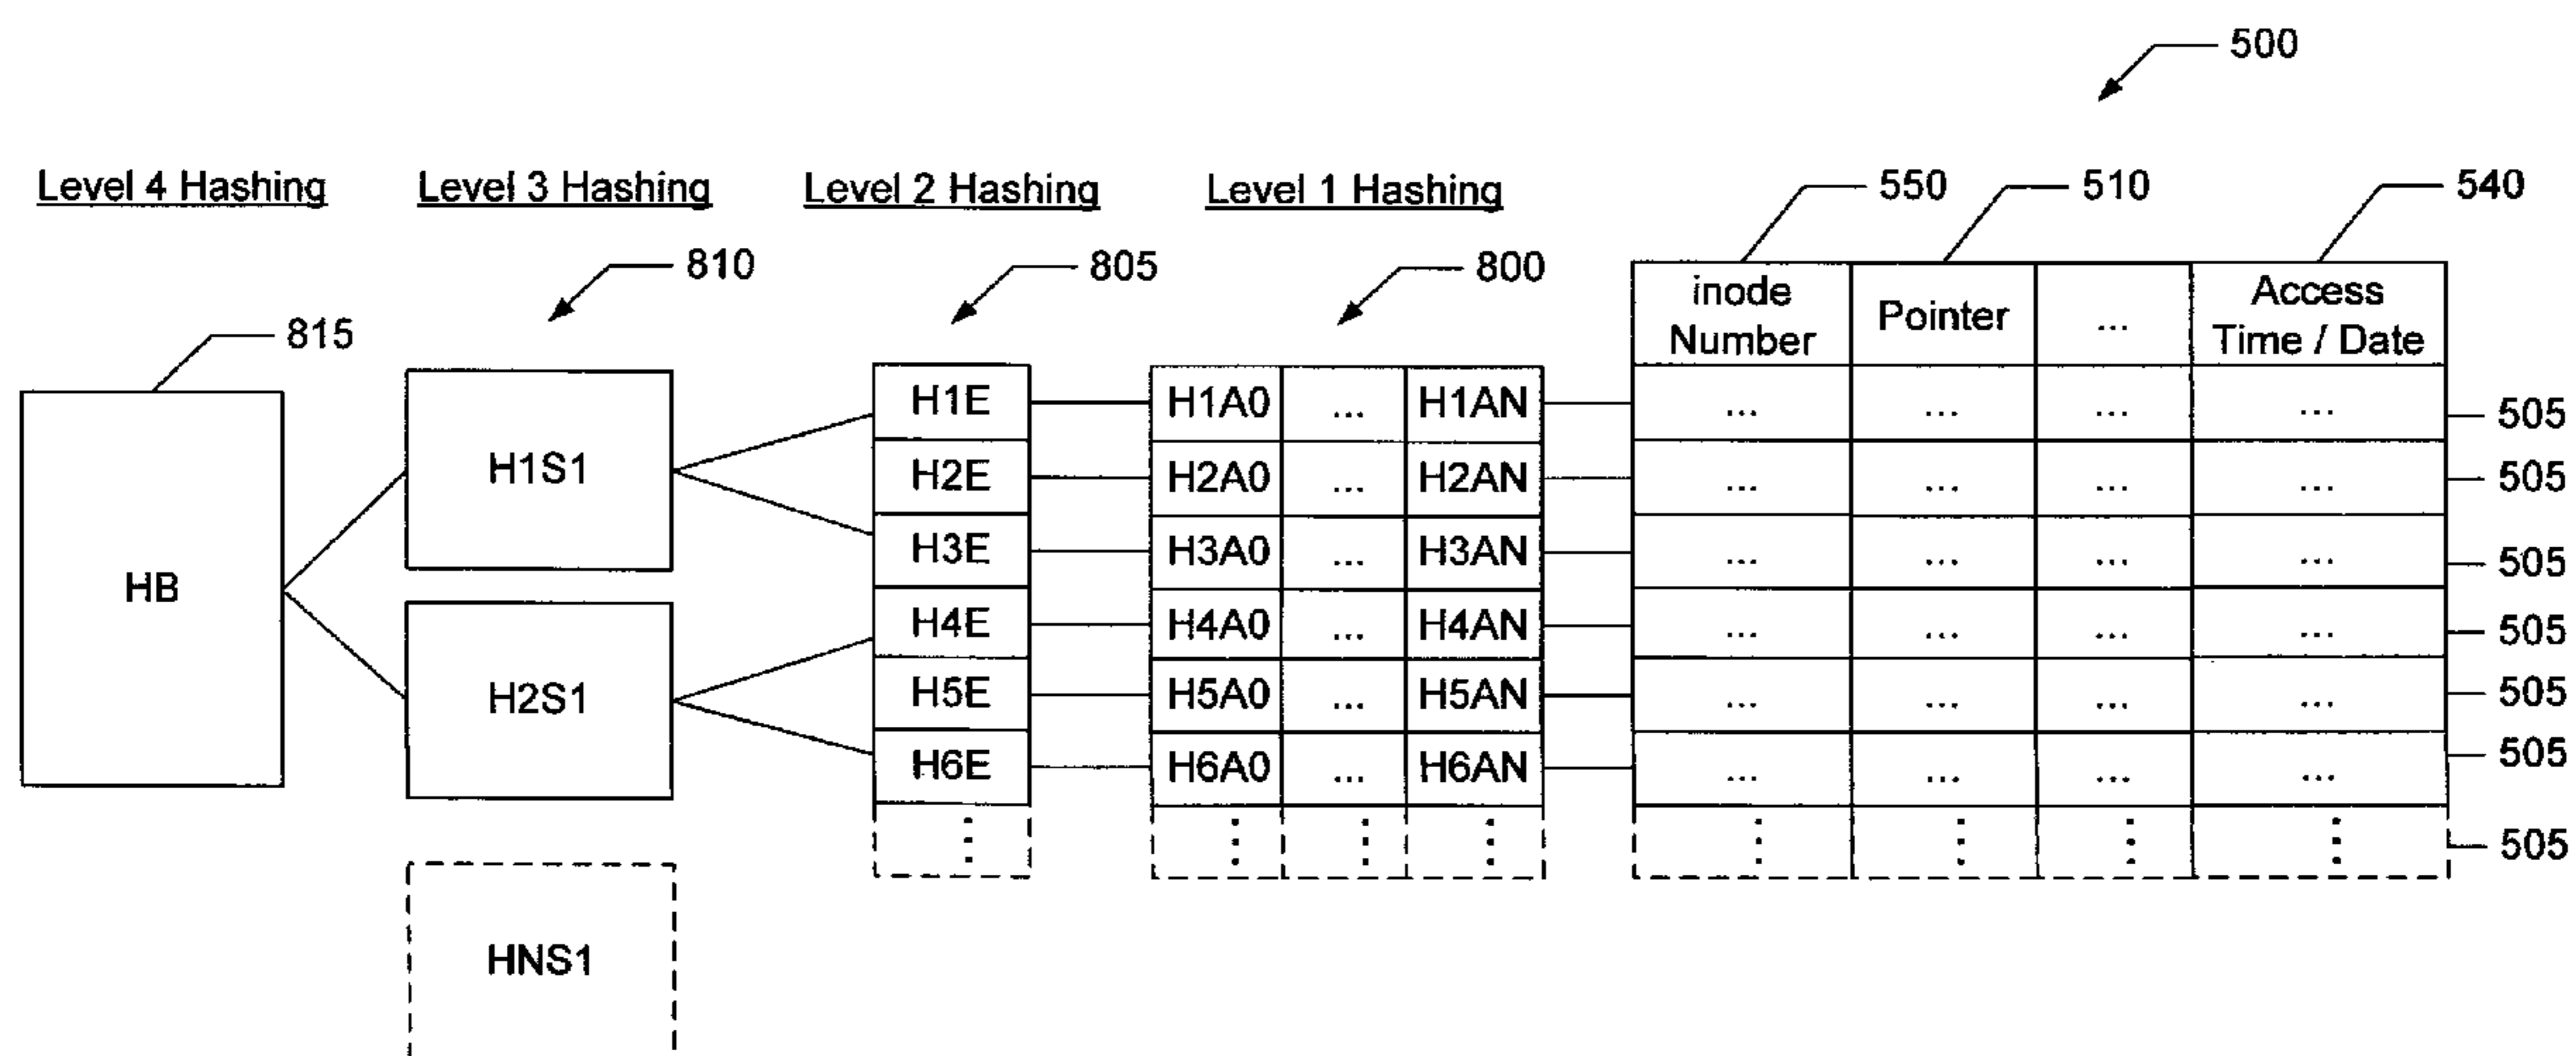 500
Level 4 Hashing Level 3 Hashing Level 2 Hashing Level 1 Hashing 550 510 540
810 805 800
815
inode Number Pointer ... Access Time / Date
HB
H1S1
H2S1
HNS1
H1E H1A0 ... H1AN ... ... ... ... 505
H2E H2A0 ... H2AN ... ... ... ... 505
H3E H3A0 ... H3AN ... ... ... ... 505
H4E H4A0 ... H4AN ... ... ... ... 505
H5E H5A0 ... H5AN ... ... ... ... 505
H6E H6A0 ... H6AN ... ... ... ... 505
505